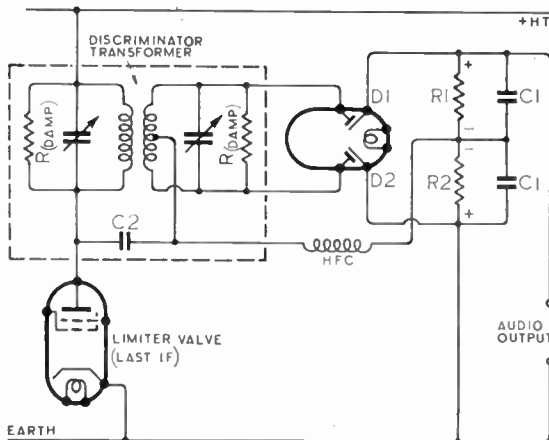 +HT
DISCRIMINATOR
TRANSFORMER
R(DAMP)
R(DAMP)
D1
D2
R1
R2
C1
C1
+
−
−
+
C2
HFC
LIMITER VALVE
(LAST IF)
AUDIO
OUTPUT
EARTH